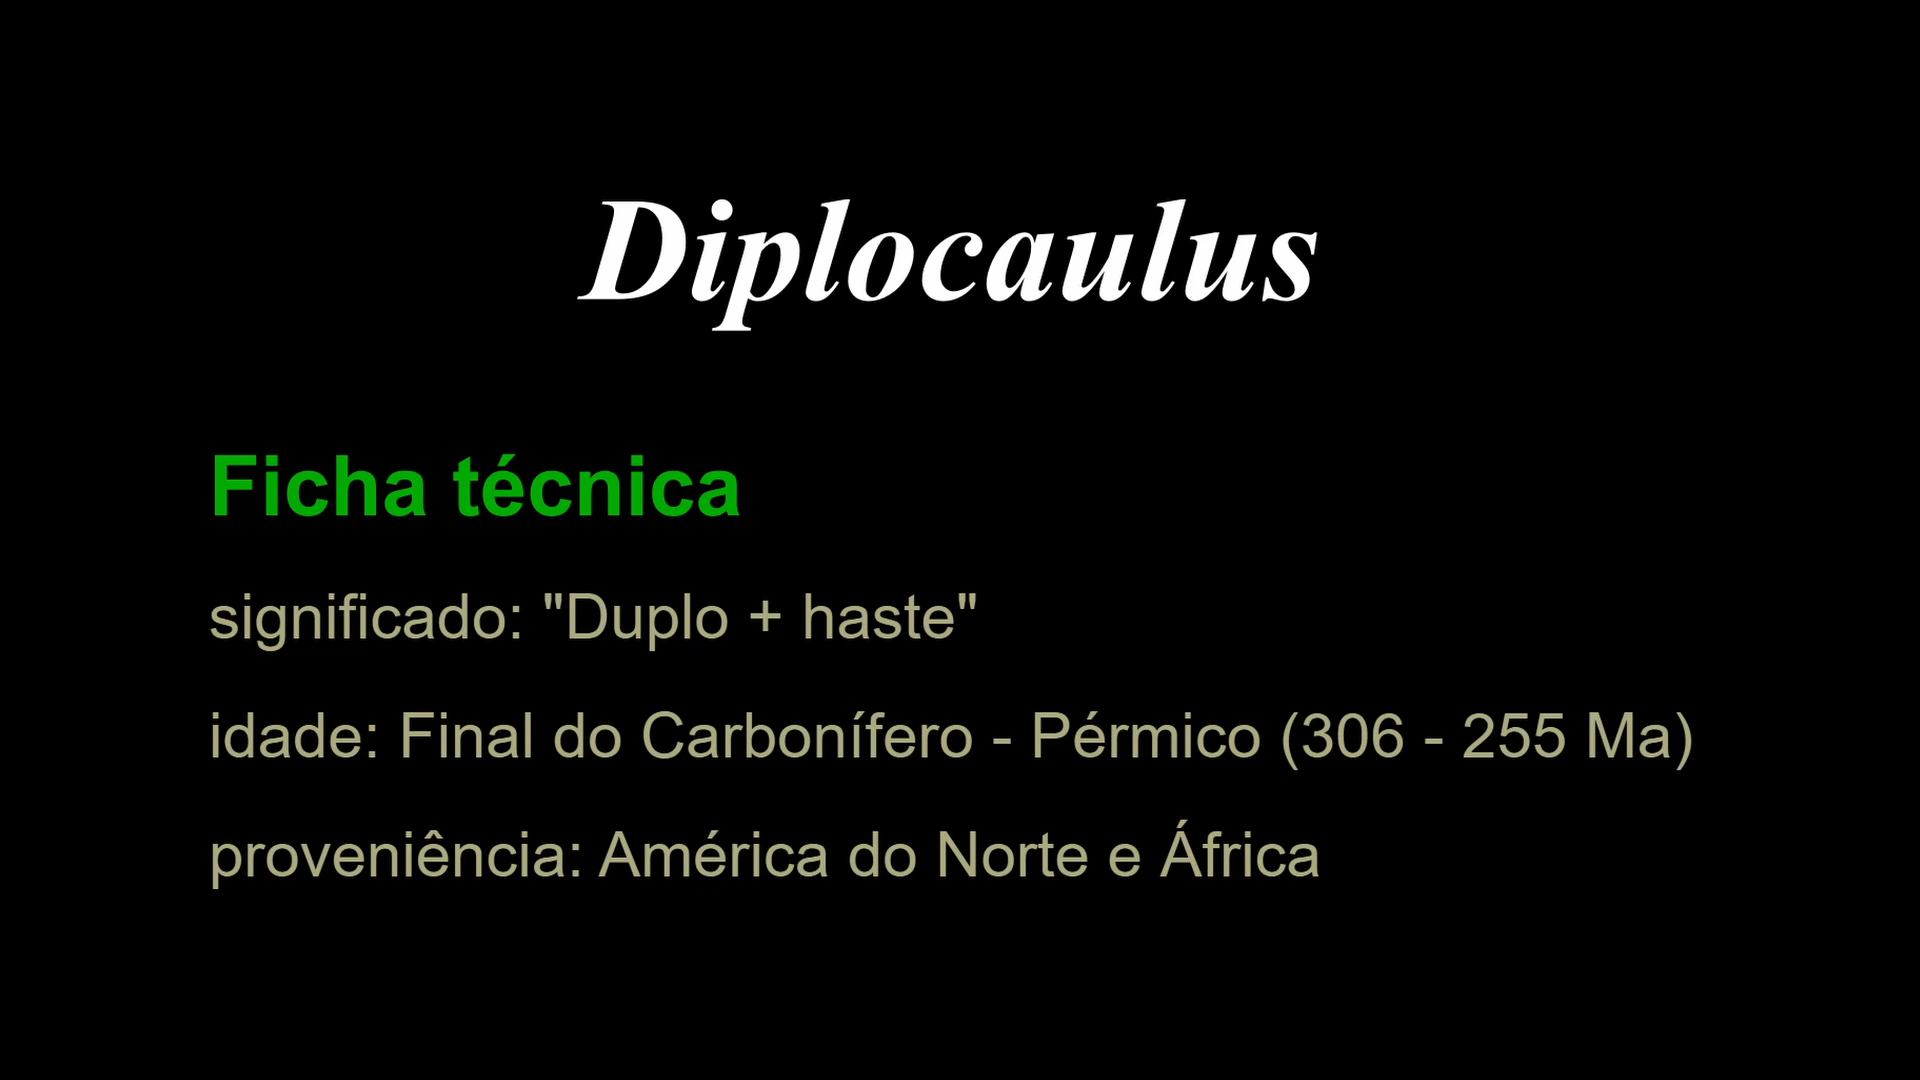 Diplocaulus
Ficha técnica
significado: "Duplo + haste"
idade: Final do Carbonífero - Pérmico (306 - 255 Ma)
proveniência: América do Norte e África